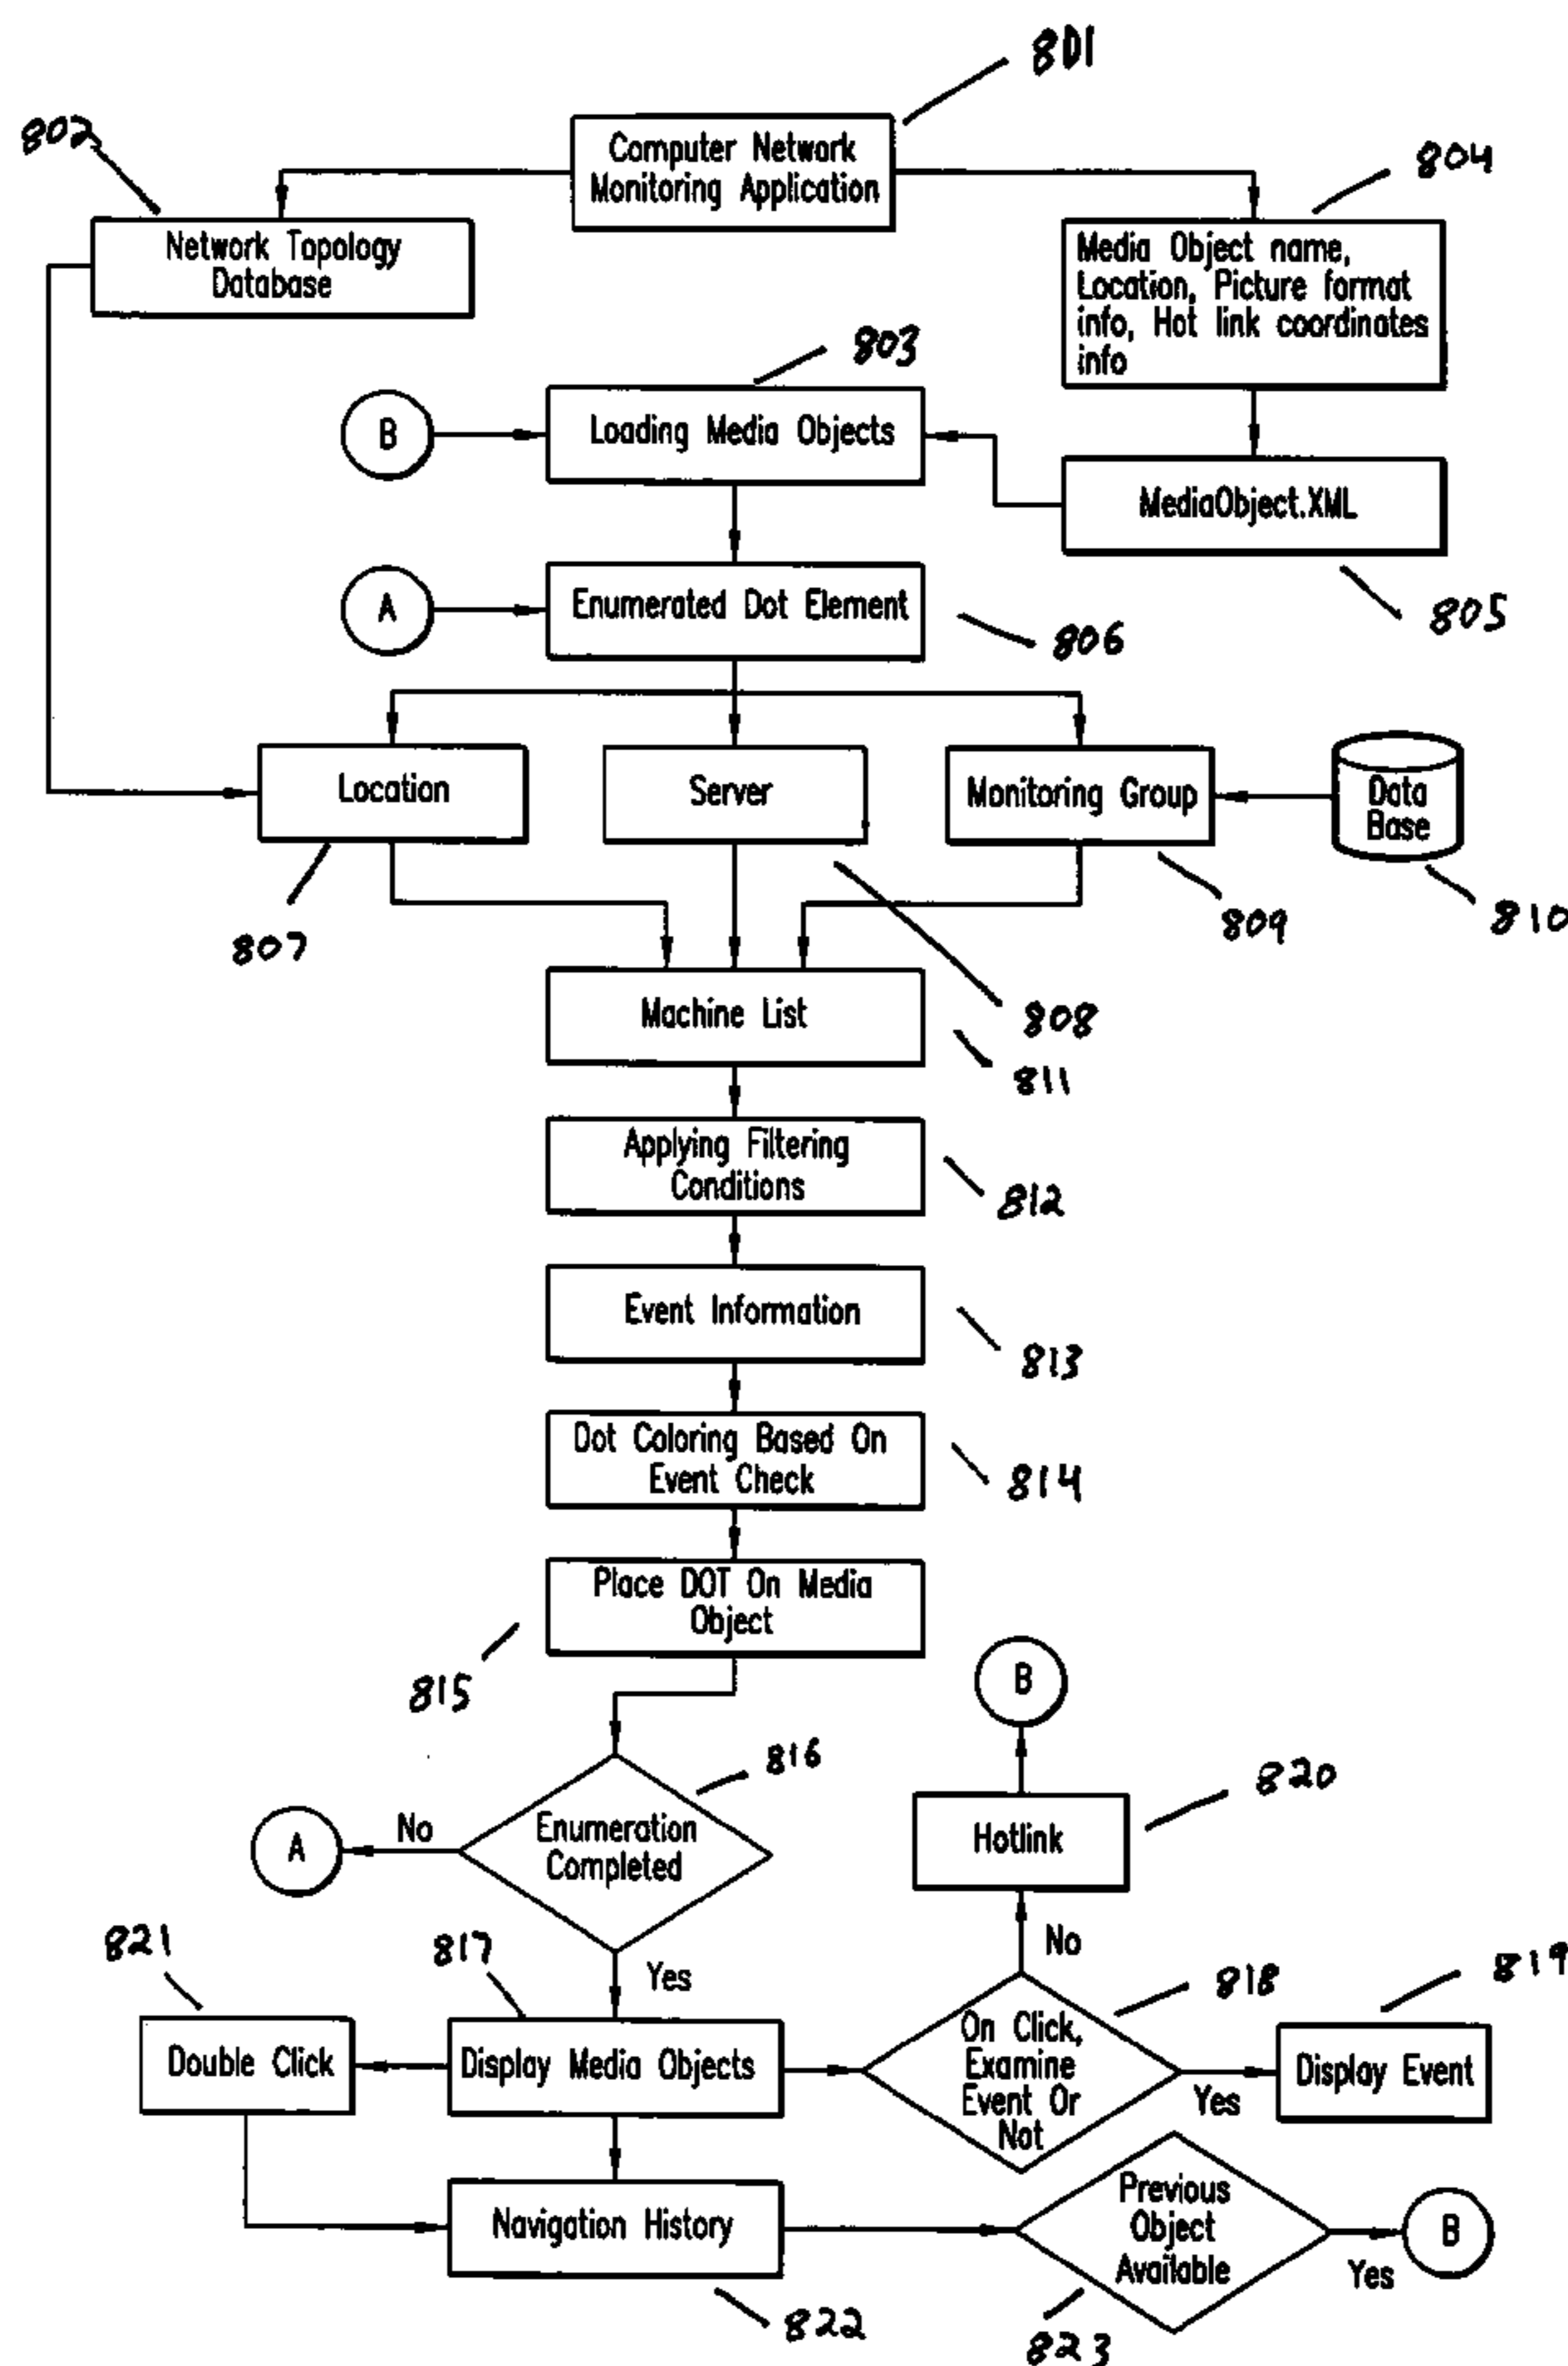 801
802
Computer Network
Monitoring Application
804
Network Topology
Database
Media Object name,
Location, Picture format
info, Hot link coordinates
info
803
B
Loading Media Objects
MediaObject.XML
805
A
Enumerated Dot Element
806
Location
Server
Monitoring Group
Data
Base
807
809
810
Machine List
808
811
Applying Filtering
Conditions
812
Event Information
813
Dot Coloring Based On
Event Check
814
Place DOT On Media
Object
815
B
816
820
A
No
Enumeration
Completed
Hotlink
821
817
Yes
No
818
819
Double Click
Display Media Objects
On Click,
Examine
Event Or
Not
Yes
Display Event
Navigation History
Previous
Object
Available
Yes
B
822
823